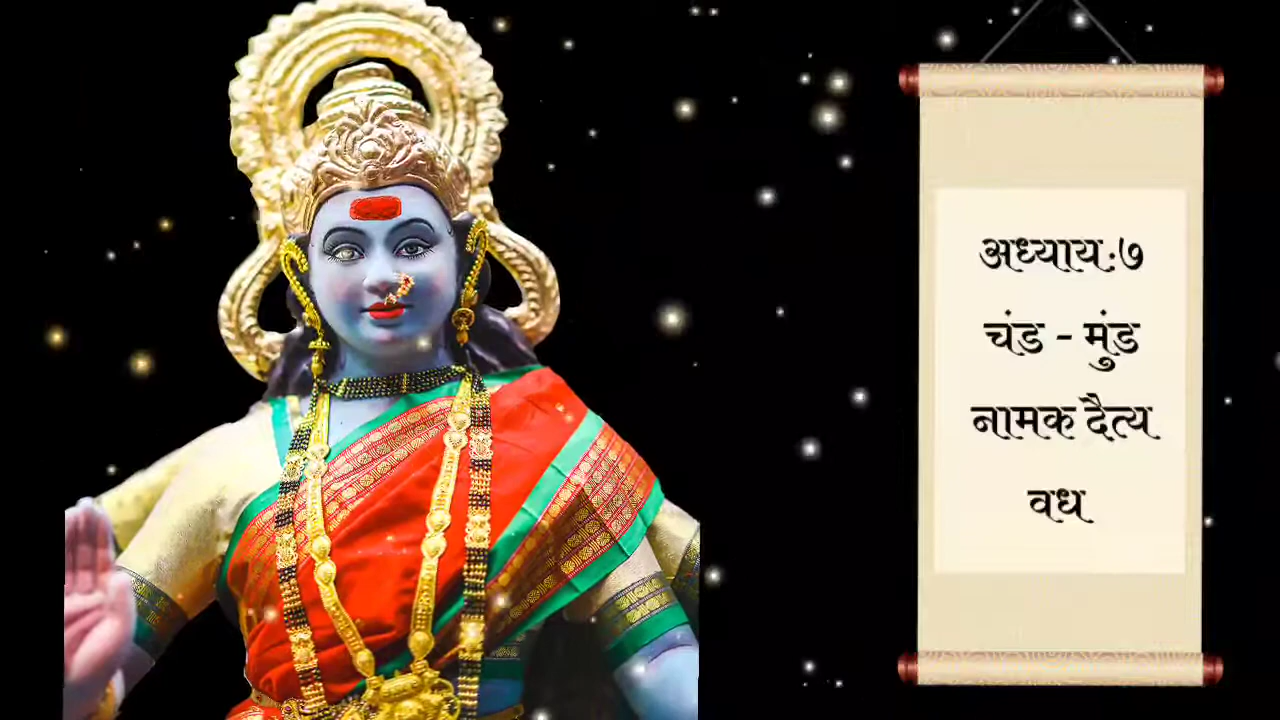 अध्याय:७
चंड - मुंड
नामक दैत्य
वध